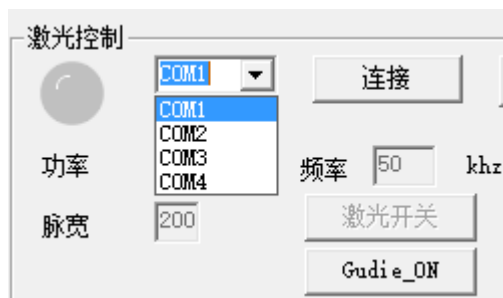 激光控制
COM1 连接
COM1
COM2
COM3
COM4
功率 频率 50 khz
脉宽 200 激光开关
Gudie_ON